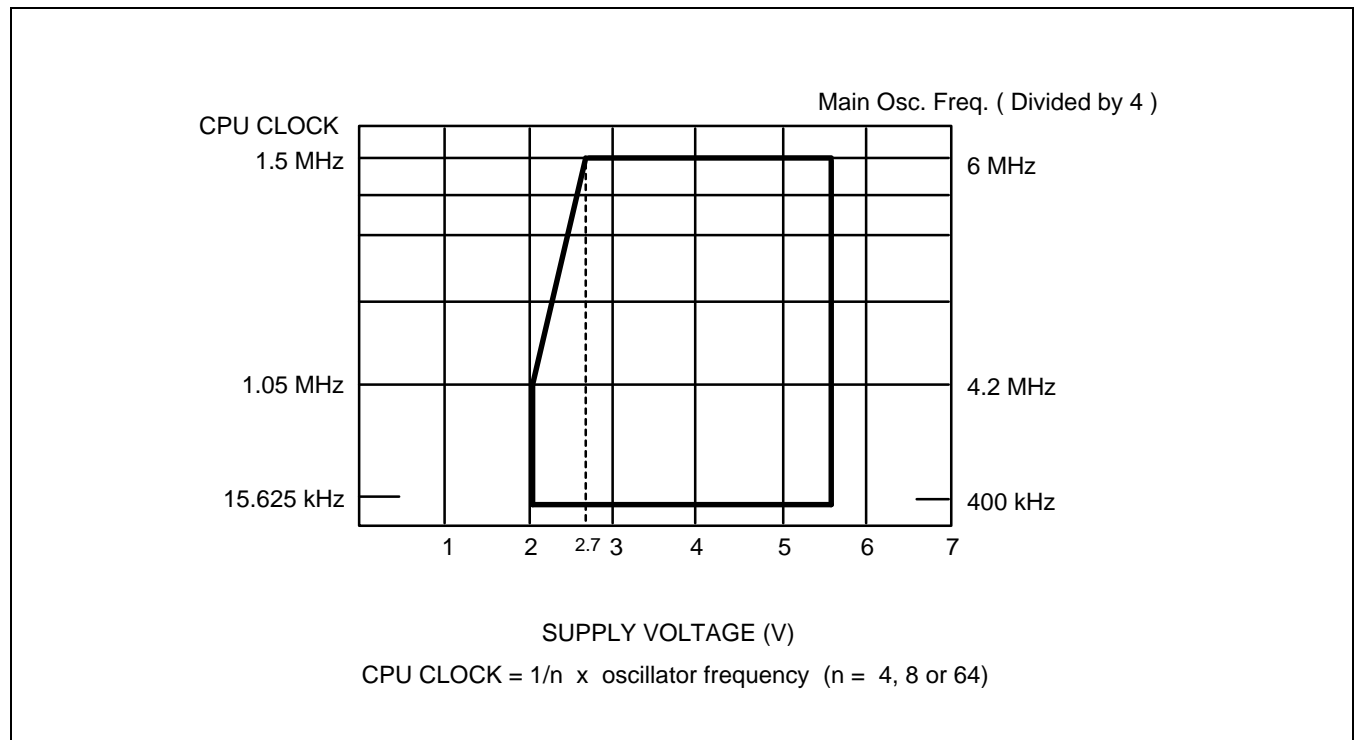 Main Osc. Freq. ( Divided by 4 )
CPU CLOCK
1.5 MHz
6 MHz
1.05 MHz
4.2 MHz
15.625 kHz
400 kHz
1 2 2.7 3 4 5 6 7
SUPPLY VOLTAGE (V)
CPU CLOCK = 1/n x oscillator frequency (n = 4, 8 or 64)